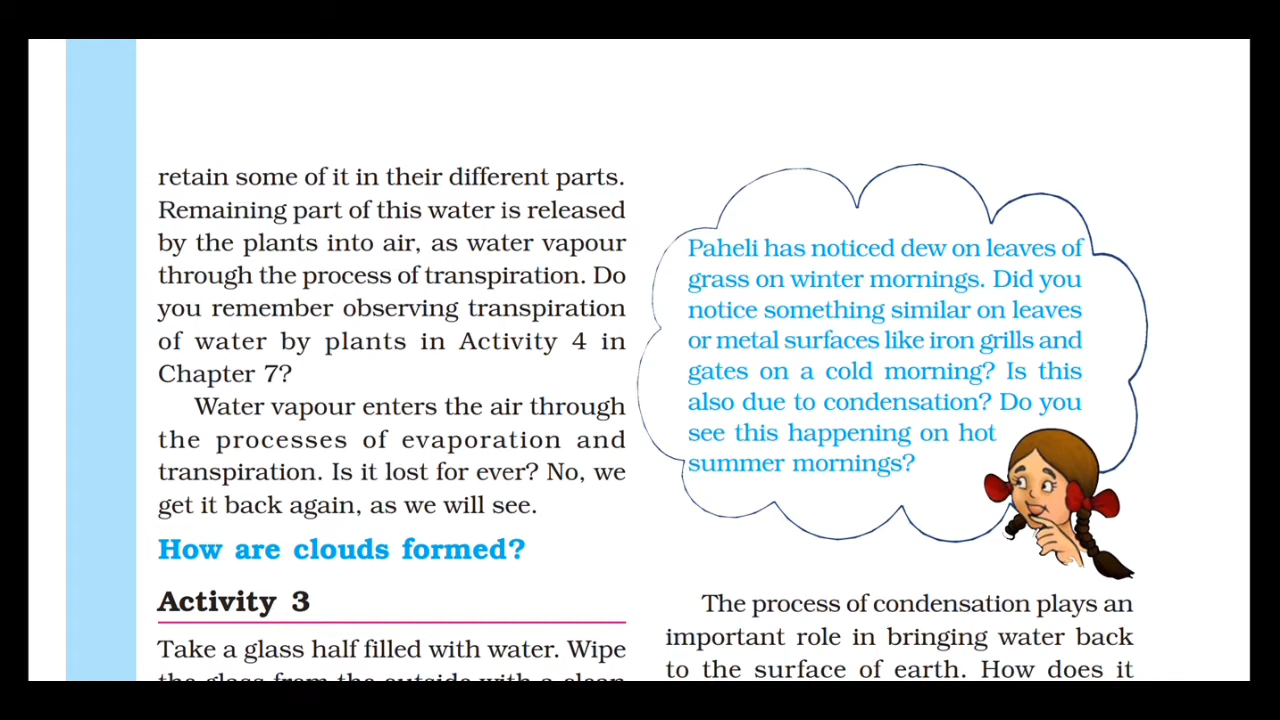 retain some of it in their different parts.
Remaining part of this water is released
by the plants into air, as water vapour
through the process of transpiration. Do
you remember observing transpiration
of water by plants in Activity 4 in
Chapter 7?
Water vapour enters the air through
the processes of evaporation and
transpiration. Is it lost for ever? No, we
get it back again, as we will see.
How are clouds formed?
Activity 3
Take a glass half filled with water. Wipe
the glass from the outside with a clean
Paheli has noticed dew on leaves of
grass on winter mornings. Did you
notice something similar on leaves
or metal surfaces like iron grills and
gates on a cold morning? Is this
also due to condensation? Do you
see this happening on hot
summer mornings?
The process of condensation plays an
important role in bringing water back
to the surface of earth. How does it